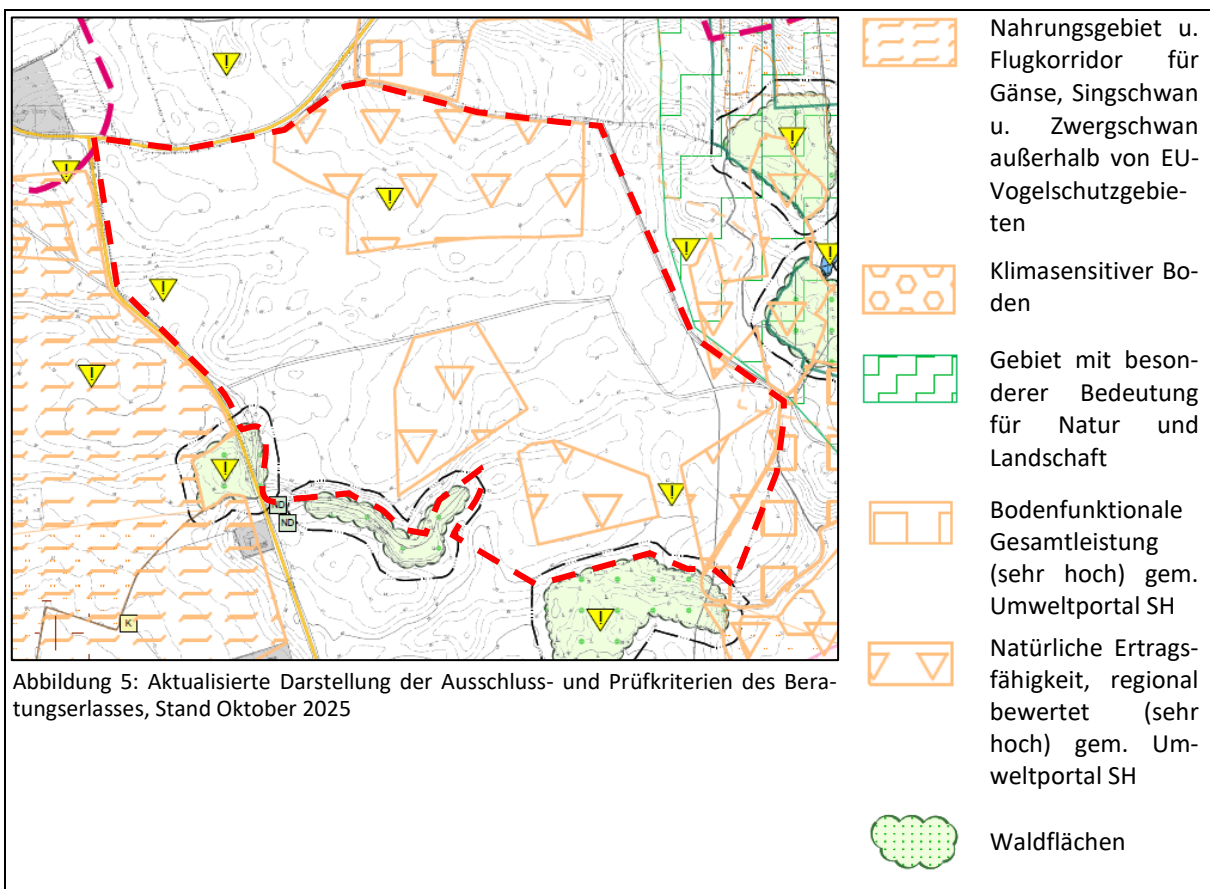 Nahrungsgebiet u.
Flugkorridor für
Gänse, Singschwan
u. Zwergschwan
außerhalb von EU-
Vogelschutzgebie-
ten
Klimasensitiver Bo-
den
Gebiet mit beson-
derer Bedeutung
für Natur und
Landschaft
Bodenfunktionale
Gesamtleistung
(sehr hoch) gem.
Umweltportal SH
Natürliche Ertrags-
fähigkeit, regional
bewertet (sehr
hoch) gem. Um-
weltportal SH
Waldflächen
ND
ND
K
Abbildung 5: Aktualisierte Darstellung der Ausschluss- und Prüfkriterien des Bera-
tungserlasses, Stand Oktober 2025